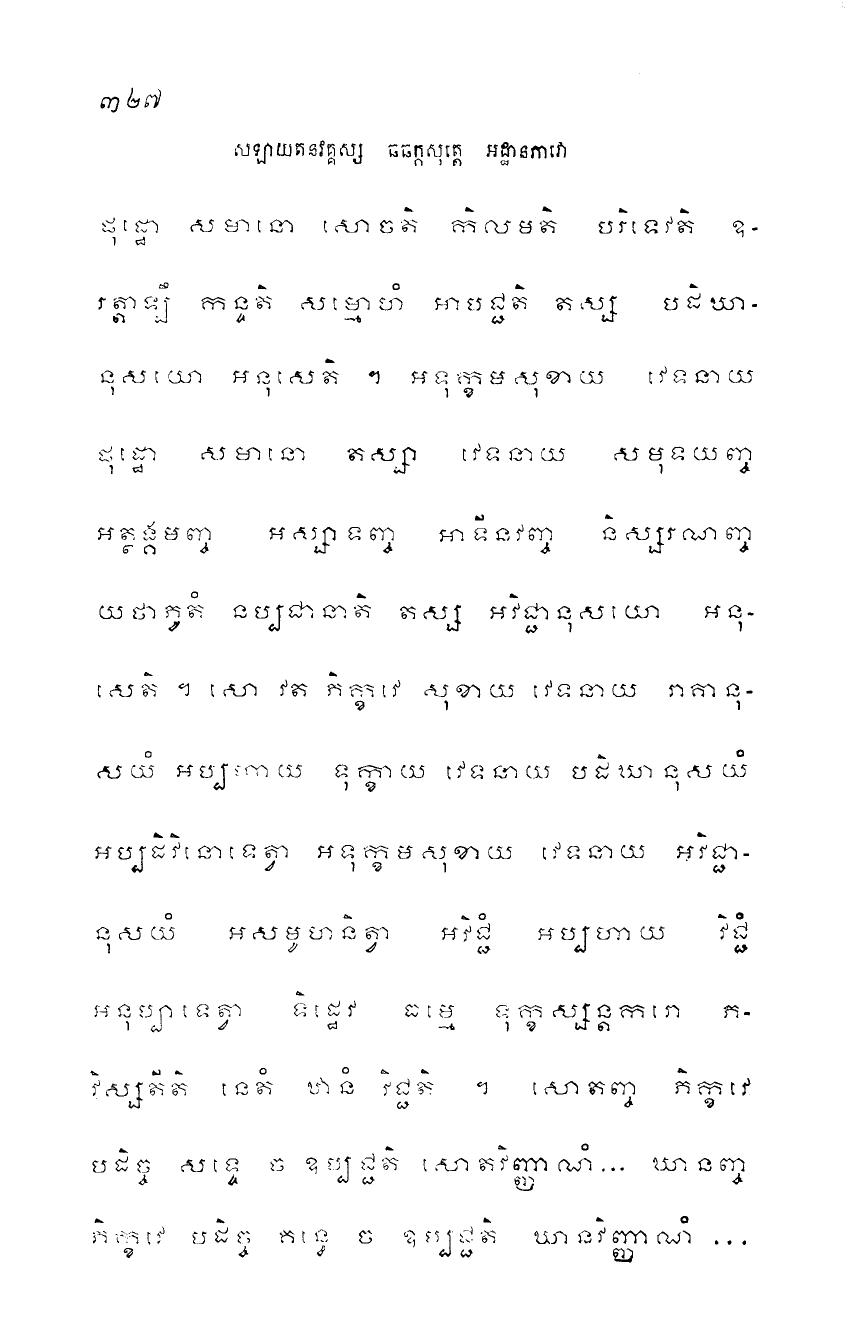 ៣២៧
សឡាយតនវគ្គស្ស ឆឆក្កសុត្តេ អដ្ឋានភាវោ
ផុដ្ឋោ សមានោ សោចតិ កិលមតិ បរិទេវតិ ឧ-
រត្តាឡឹ កន្ទតិ សម្មោហំ អាបជ្ជតិ តស្ស បដិឃា-
នុសយោ អនុសេតិ ។ អទុក្ខមសុខាយ វេទនាយ
ផុដ្ឋោ សមានោ តស្សា វេទនាយ សមុទយញ្ច
អត្ថង្គមញ្ច អស្សាទញ្ច អាទីនវញ្ច និស្សរណញ្ច
យថាភូតំ នប្បជានាតិ តស្ស អវិជ្ជានុសយោ អនុ-
សេតិ ។ សោ វត ភិក្ខវេ សុខាយ វេទនាយ រាគានុ-
សយំ អប្បហាយ ទុក្ខាយ វេទនាយ បដិឃានុសយំ
អប្បដិវិនោទេត្វា អទុក្ខមសុខាយ វេទនាយ អវិជ្ជា-
នុសយំ អសមូហនិត្វា អវិជ្ជំ អប្បហាយ វិជ្ជំ
អនុប្បាទេត្វា ទិដ្ឋេវ ធម្មេ ទុក្ខស្សន្តករោ ភ-
វិស្សតីតិ នេតំ ឋានំ វិជ្ជតិ ។ សោតញ្ច ភិក្ខវេ
បដិច្ច សទ្ទេ ច ឧប្បជ្ជតិ សោតវិញ្ញាណំ... ឃានញ្ច
ភិក្ខវេ បដិច្ច គន្ធេ ច ឧប្បជ្ជតិ ឃានវិញ្ញាណំ ...